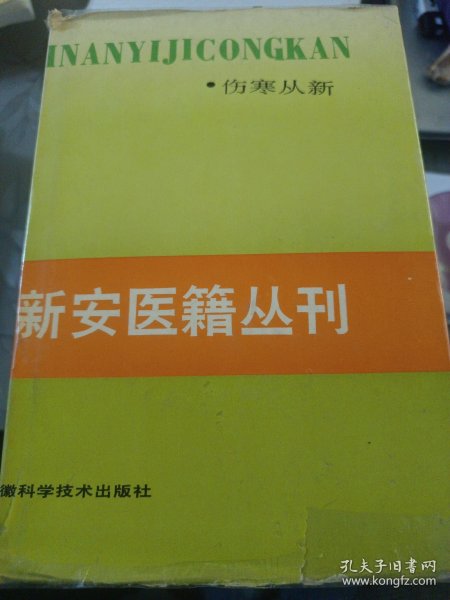 INANYIJICONGKAN
•伤寒从新
新安医籍丛刊
徽科学技术出版社
孔夫子旧书网
www.kongfz.com